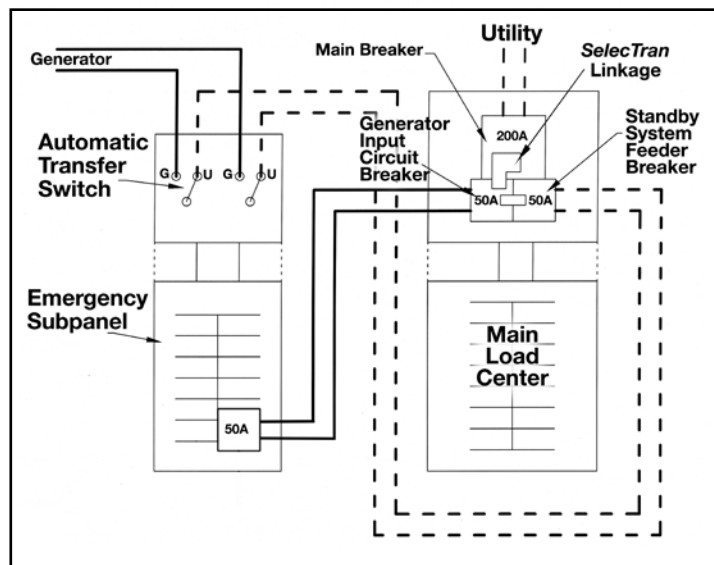 Generator
Automatic
Transfer
Switch
G
U
G
U
Emergency
Subpanel
50A
Utility
Main Breaker
SelecTran
Linkage
Generator
Input
Circuit
Breaker
200A
Standby
System
Feeder
Breaker
50A
50A
Main
Load
Center